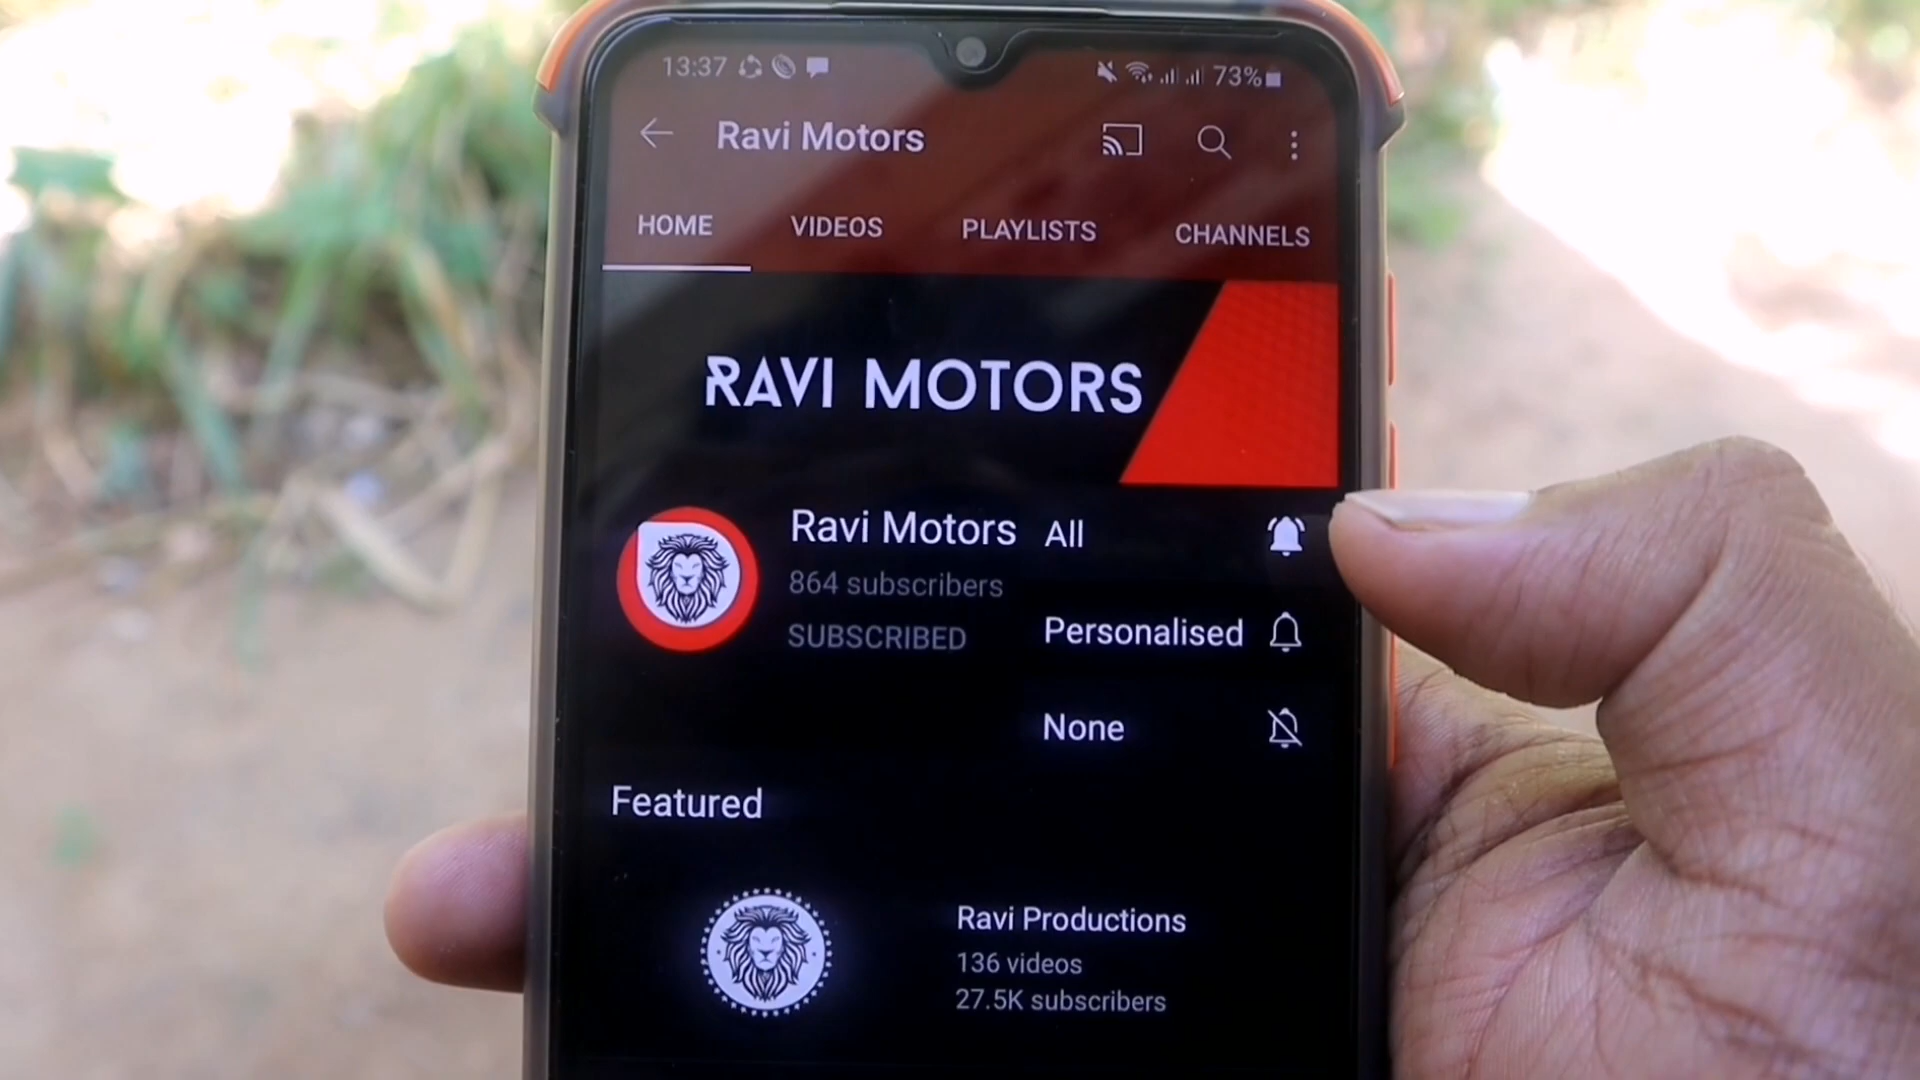 13:37 73%
Ravi Motors
HOME VIDEOS PLAYLISTS CHANNELS
RAVI MOTORS
Ravi Motors
864 subscribers
SUBSCRIBED
All
Personalised
None
Featured
Ravi Productions
136 videos
27.5K subscribers